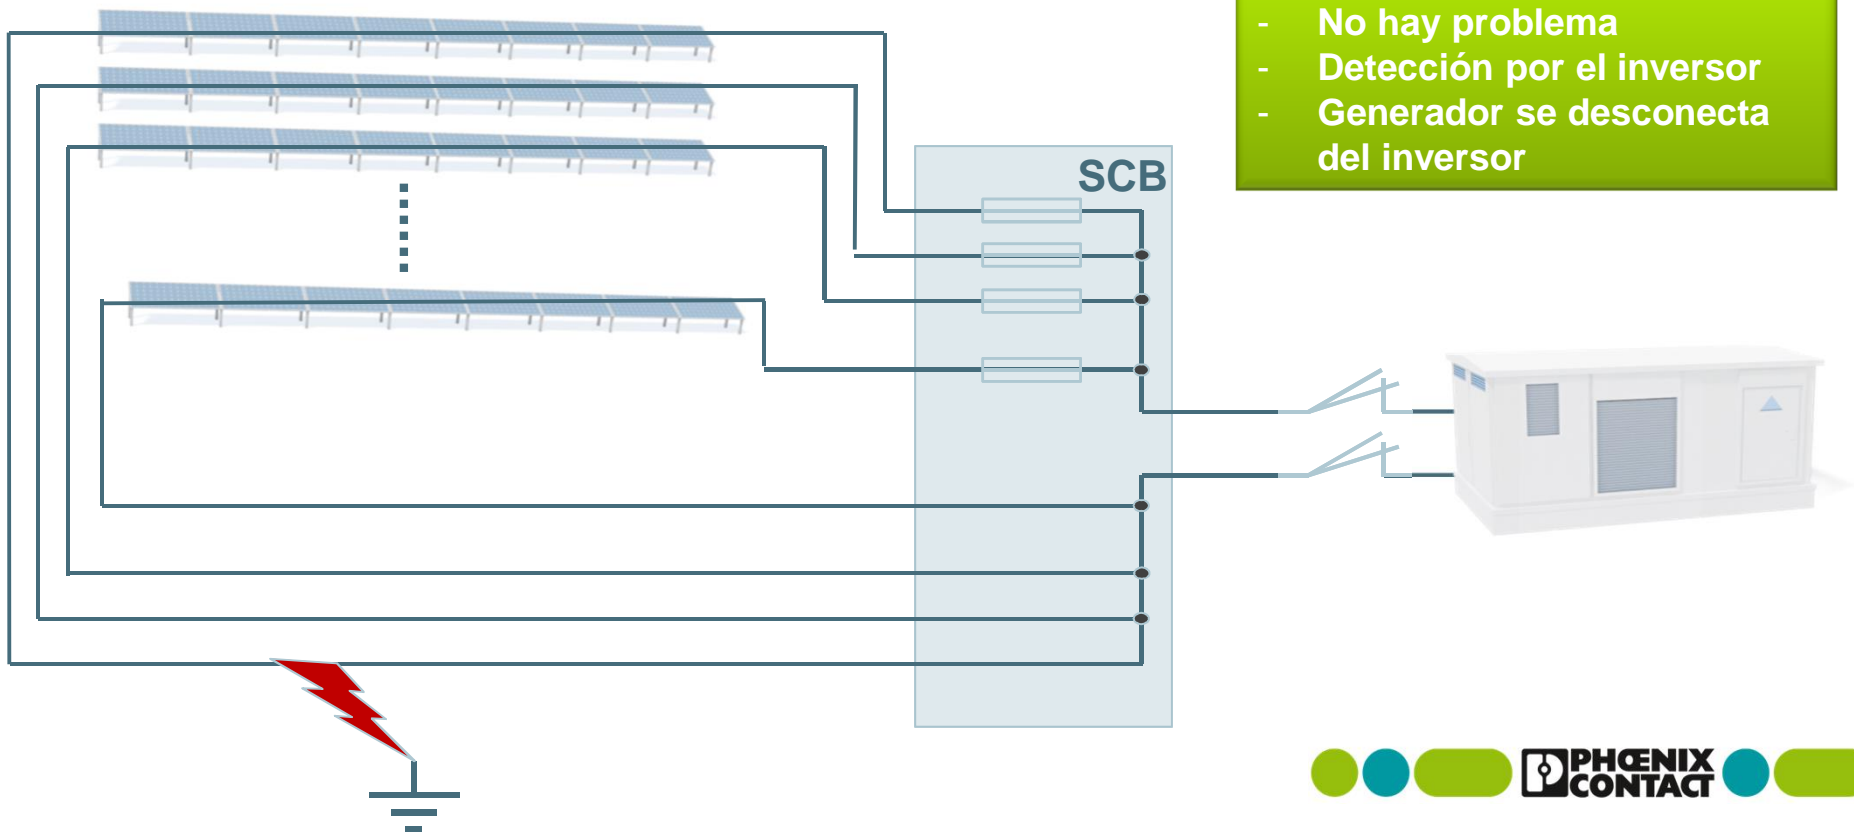 - No hay problema
- Detección por el inversor
- Generador se desconecta
del inversor
SCB
PHŒNIX
CONTACT